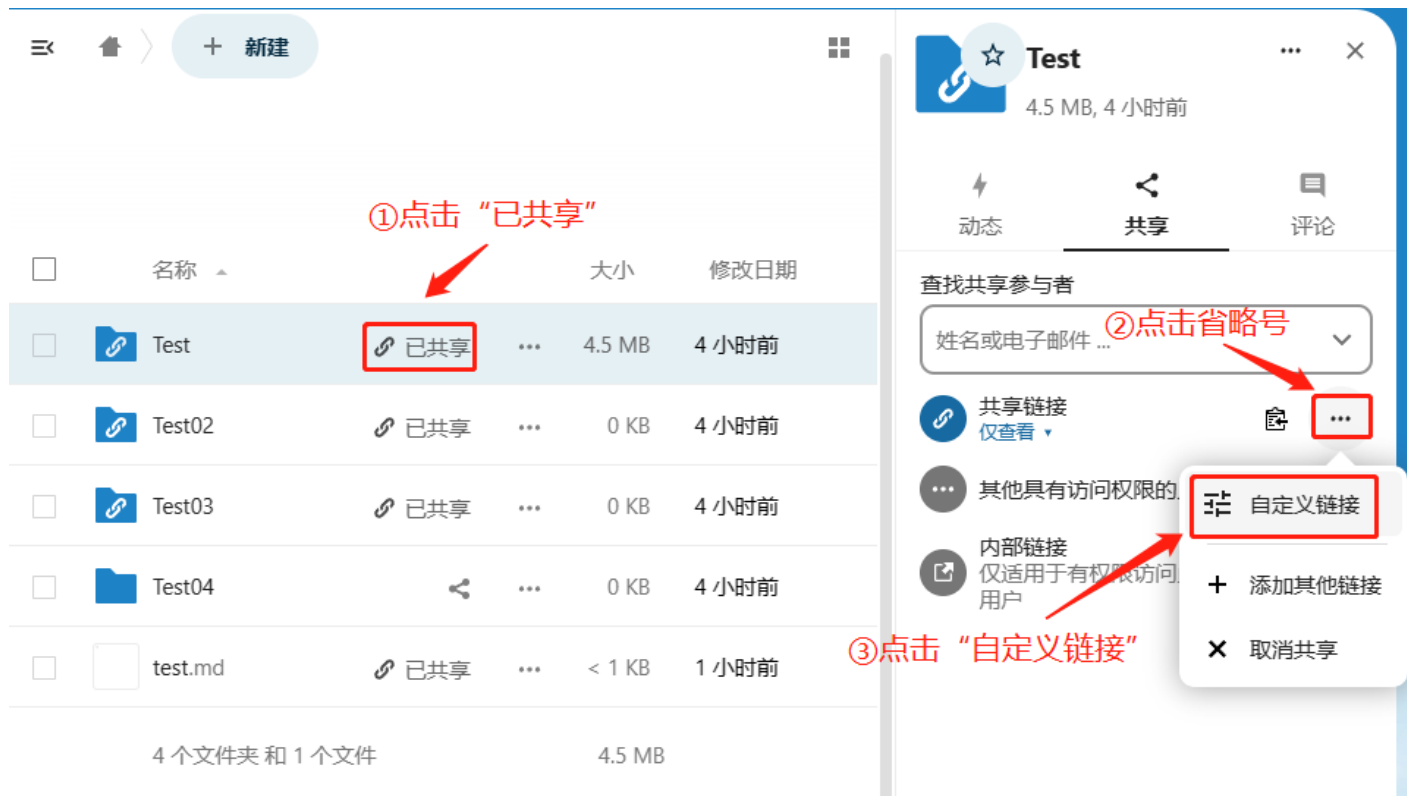 新建
①点击“已共享”
名称 大小 修改日期
Test 已共享 ... 4.5 MB 4 小时前
Test02 已共享 ... 0 KB 4 小时前
Test03 已共享 ... 0 KB 4 小时前
Test04 ... 0 KB 4 小时前
test.md 已共享 ... < 1 KB 1 小时前
4 个文件夹 和 1 个文件 4.5 MB
Test
4.5 MB, 4 小时前
动态 共享 评论
查找共享参与者
姓名或电子邮件 ...
②点击省略号
共享链接
仅查看
其他具有访问权限的
内部链接
仅适用于有权限访问
用户
自定义链接
添加其他链接
取消共享
③点击“自定义链接”